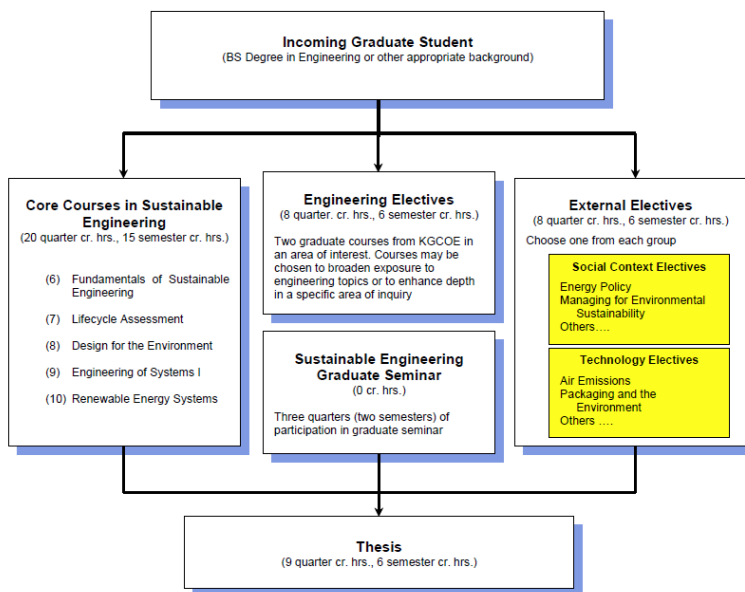 Incoming Graduate Student
(BS Degree in Engineering or other appropriate background)
Core Courses in Sustainable
Engineering
(20 quarter cr. hrs., 15 semester cr. hrs.)
(6) Fundamentals of Sustainable
Engineering
(7) Lifecycle Assessment
(8) Design for the Environment
(9) Engineering of Systems I
(10) Renewable Energy Systems
Engineering Electives
(8 quarter. cr. hrs., 6 semester cr. hrs.)
Two graduate courses from KGCOE in
an area of interest. Courses may be
chosen to broaden exposure to
engineering topics or to enhance depth
in a specific area of inquiry
Sustainable Engineering
Graduate Seminar
(0 cr. hrs.)
Three quarters (two semesters) of
participation in graduate seminar
External Electives
(8 quarter cr. hrs., 6 semester cr. hrs.)
Choose one from each group
Social Context Electives
Energy Policy
Managing for Environmental
Sustainability
Others….
Technology Electives
Air Emissions
Packaging and the
Environment
Others ….
Thesis
(9 quarter cr. hrs., 6 semester cr. hrs.)